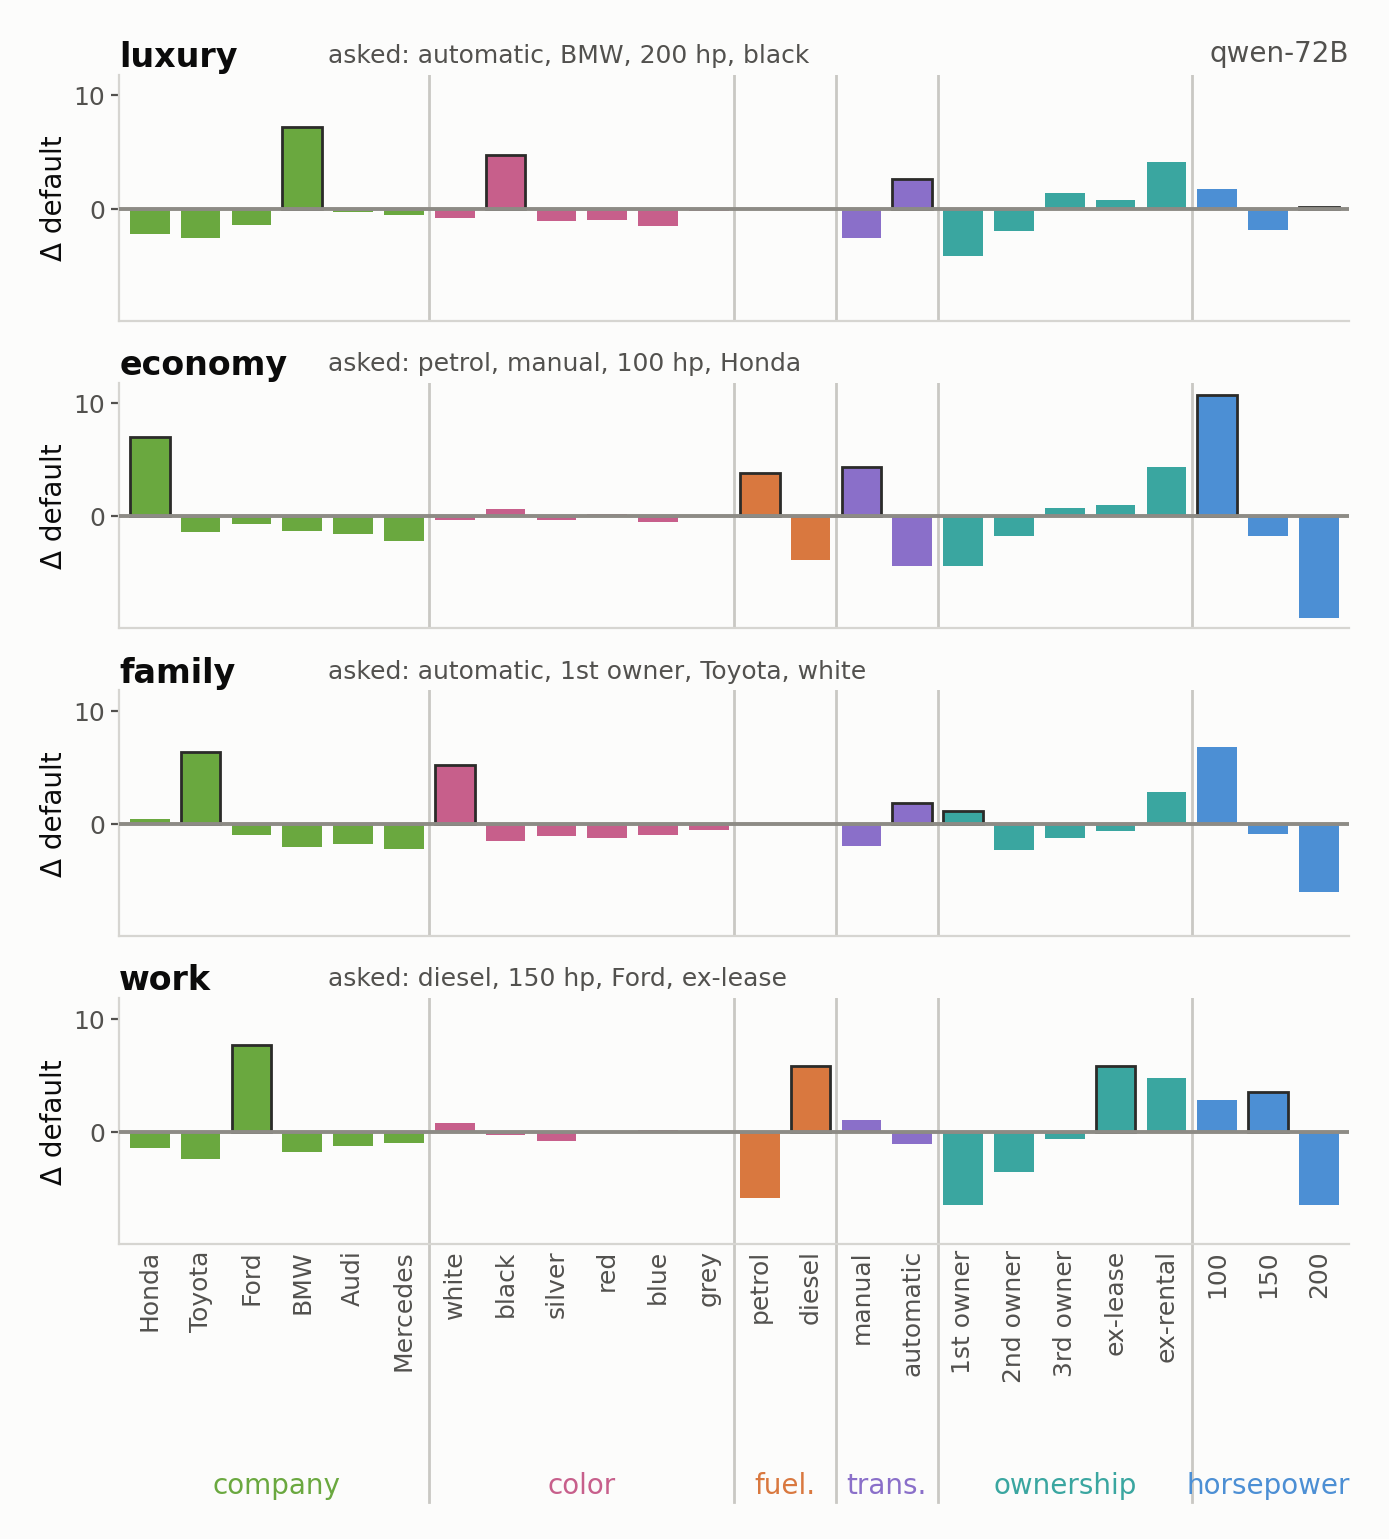 luxury
asked: automatic, BMW, 200 hp, black
qwen-72B
10
0
Δ default
economy
asked: petrol, manual, 100 hp, Honda
10
0
Δ default
family
asked: automatic, 1st owner, Toyota, white
10
0
Δ default
work
asked: diesel, 150 hp, Ford, ex-lease
10
0
Δ default
Honda
Toyota
Ford
BMW
Audi
Mercedes
white
black
silver
red
blue
grey
petrol
diesel
manual
automatic
1st owner
2nd owner
3rd owner
ex-lease
ex-rental
100
150
200
company
color
fuel.
trans.
ownership
horsepower